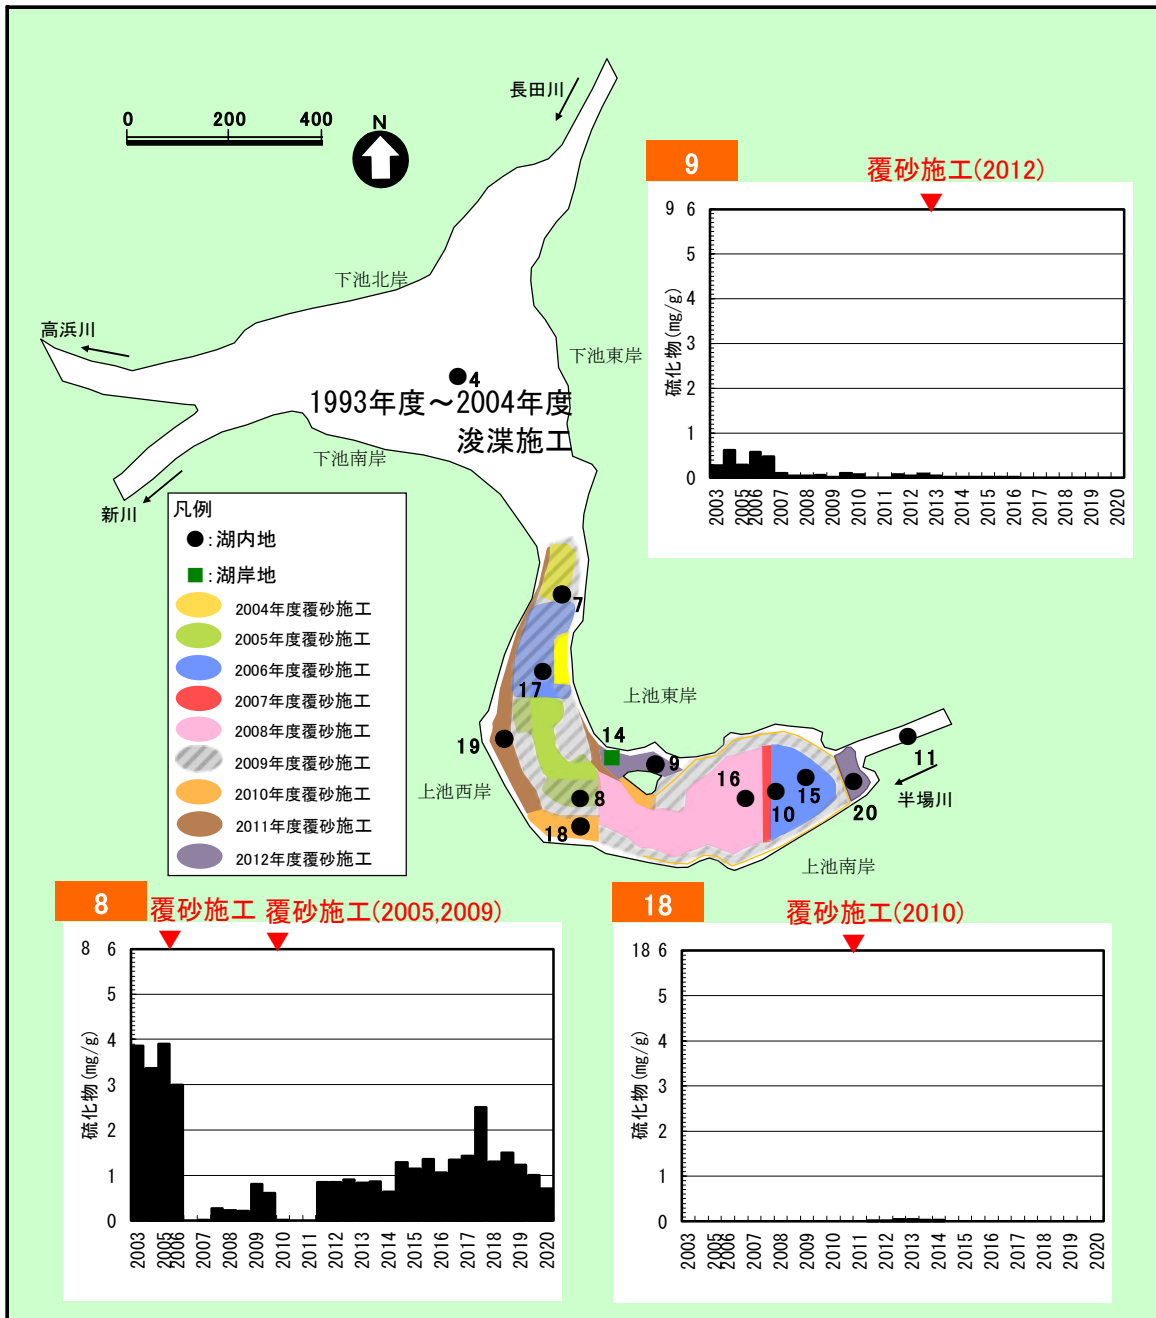 長田川
0 200 400
N
9
覆砂施工(2012)
9
6
5
4
3
2
1
0
硫化物(mg/g)
2003 2005 2006 2007 2008 2009 2010 2011 2012 2013 2014 2015 2016 2017 2018 2019 2020
下池北岸
高浜川
下池東岸
4
1993年度～2004年度
浚渫施工
下池南岸
新川
凡例
:湖内地
:湖岸地
2004年度覆砂施工
2005年度覆砂施工
2006年度覆砂施工
2007年度覆砂施工
2008年度覆砂施工
2009年度覆砂施工
2010年度覆砂施工
2011年度覆砂施工
2012年度覆砂施工
7
17
上池東岸
19
14
9
11
16
15
10
20
半場川
上池西岸
8
18
上池南岸
8
覆砂施工 覆砂施工(2005,2009)
8
6
5
4
3
2
1
0
硫化物(mg/g)
2003 2005 2006 2007 2008 2009 2010 2011 2012 2013 2014 2015 2016 2017 2018 2019 2020
18
覆砂施工(2010)
18
6
5
4
3
2
1
0
硫化物(mg/g)
2003 2005 2006 2007 2008 2009 2010 2011 2012 2013 2014 2015 2016 2017 2018 2019 2020